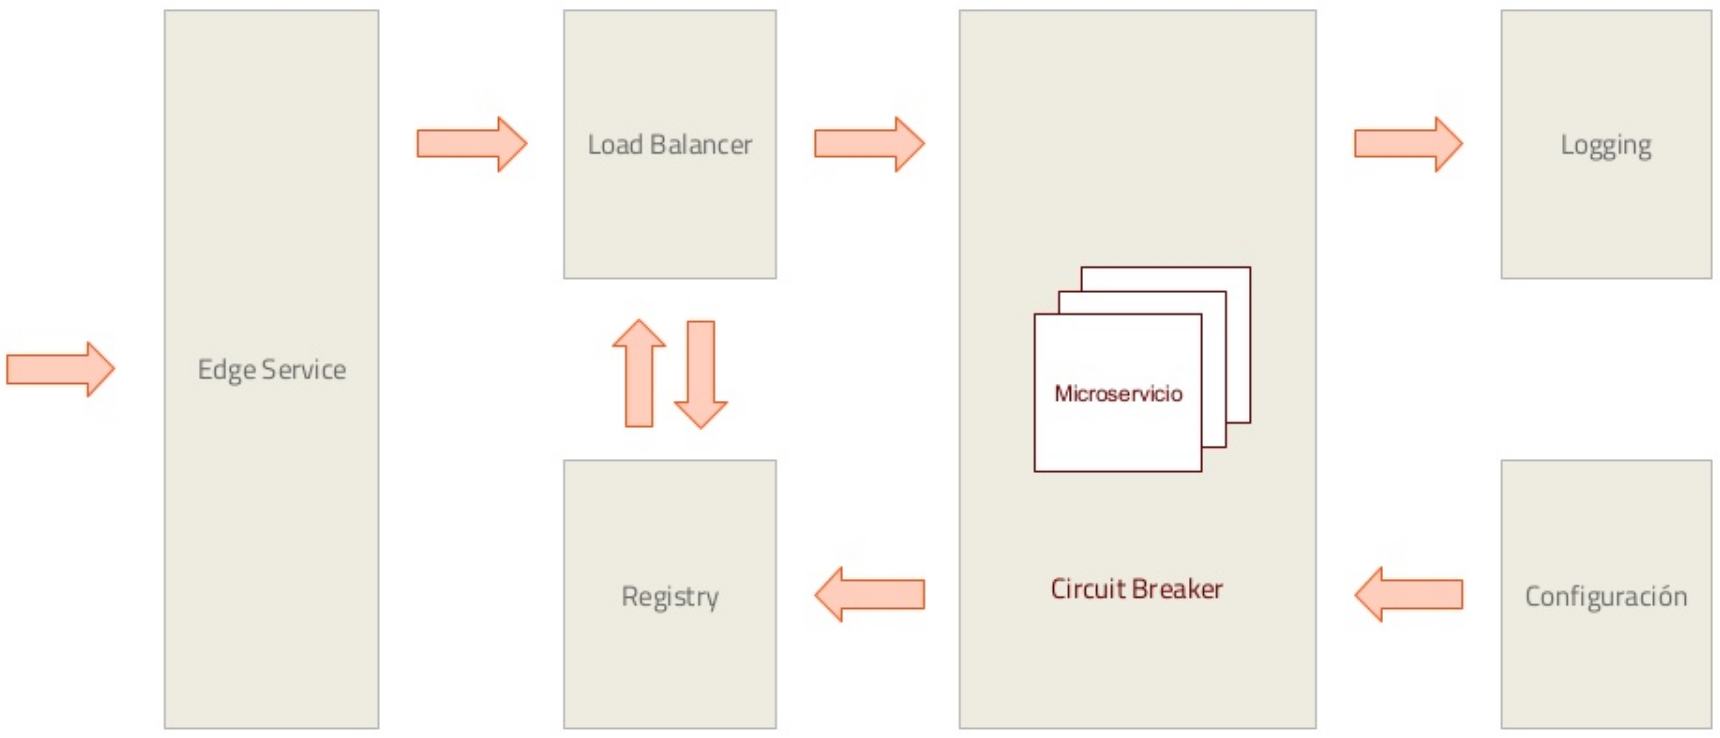 Edge Service
Load Balancer
Registry
Microservicio
Circuit Breaker
Logging
Configuración